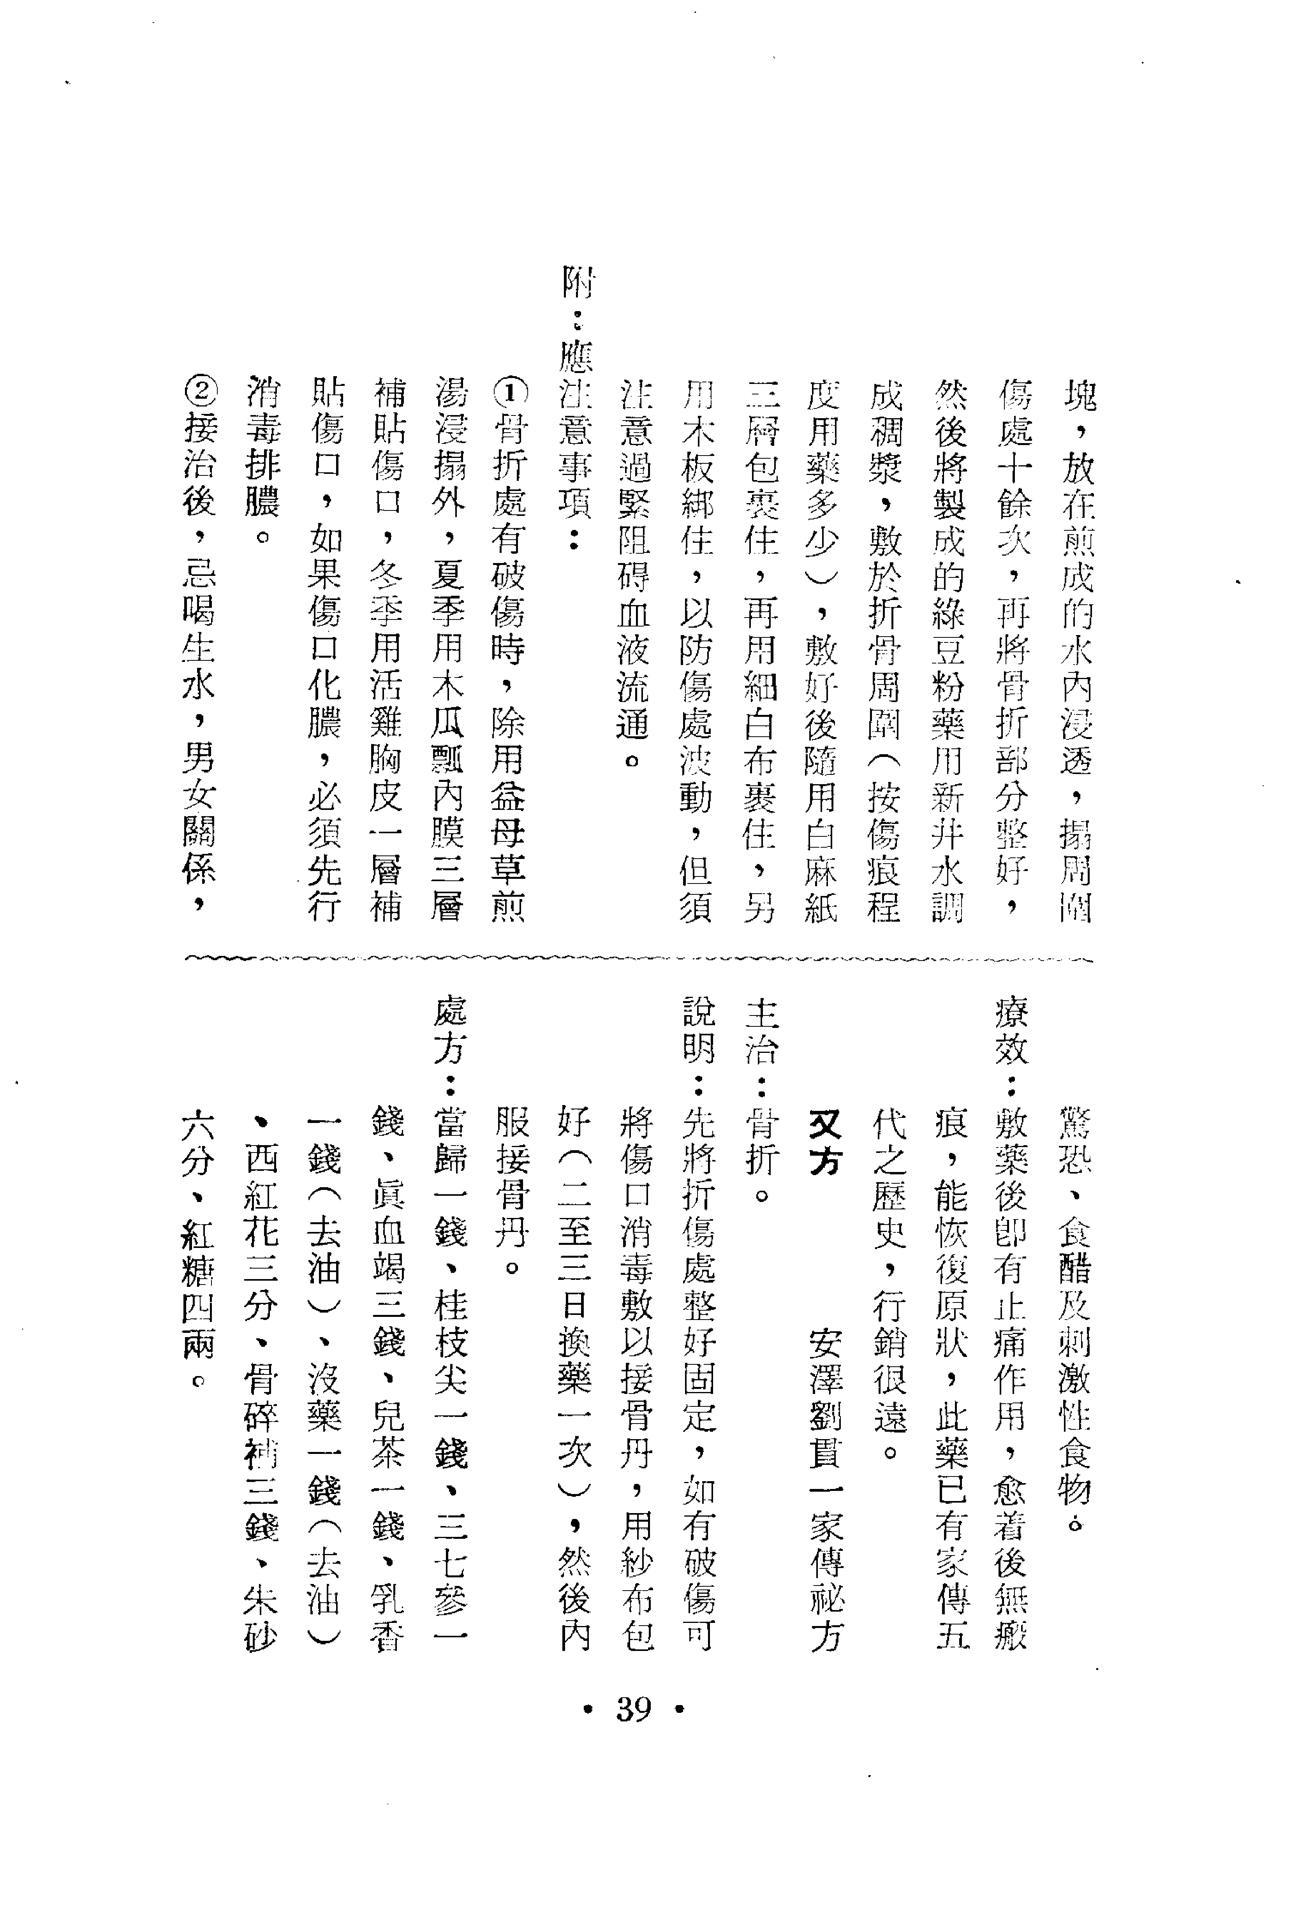 塊，放在煎成的水內浸透，搨周圍
傷處十餘次，再將骨折部分整好，
然後將製成的綠豆粉藥用新井水調
成稠漿，敷於折骨周圍（按傷痕程
度用藥多少），敷好後隨用白麻紙
三層包裹住，再用細白布裹住，另
用木板綁住，以防傷處波動，但須
注意過緊阻碍血液流通。
附：應注意事項：
①骨折處有破傷時，除用益母草煎
湯浸搨外，夏季用木瓜瓢內膜三層
補貼傷口，冬季用活雞胸皮一層補
貼傷口，如果傷口化膿，必須先行
消毒排膿。
②接治後，忌喝生水，男女關係，
驚恐、食醋及刺激性食物。
療效：敷藥後卽有止痛作用，愈着後無瘢
痕，能恢復原狀，此藥已有家傳五
代之歷史，行銷很遠。
又方　安澤劉貫一家傳祕方
主治：骨折。
說明：先將折傷處整好固定，如有破傷可
將傷口消毒敷以接骨丹，用紗布包
好（二至三日換藥一次），然後內
服接骨丹。
處方：當歸一錢、桂枝尖一錢、三七參一
錢、眞血竭三錢、兒茶一錢、乳香
一錢（去油）、沒藥一錢（去油）
、西紅花三分、骨碎補三錢、朱砂
六分、紅糖四兩。
• 39 •